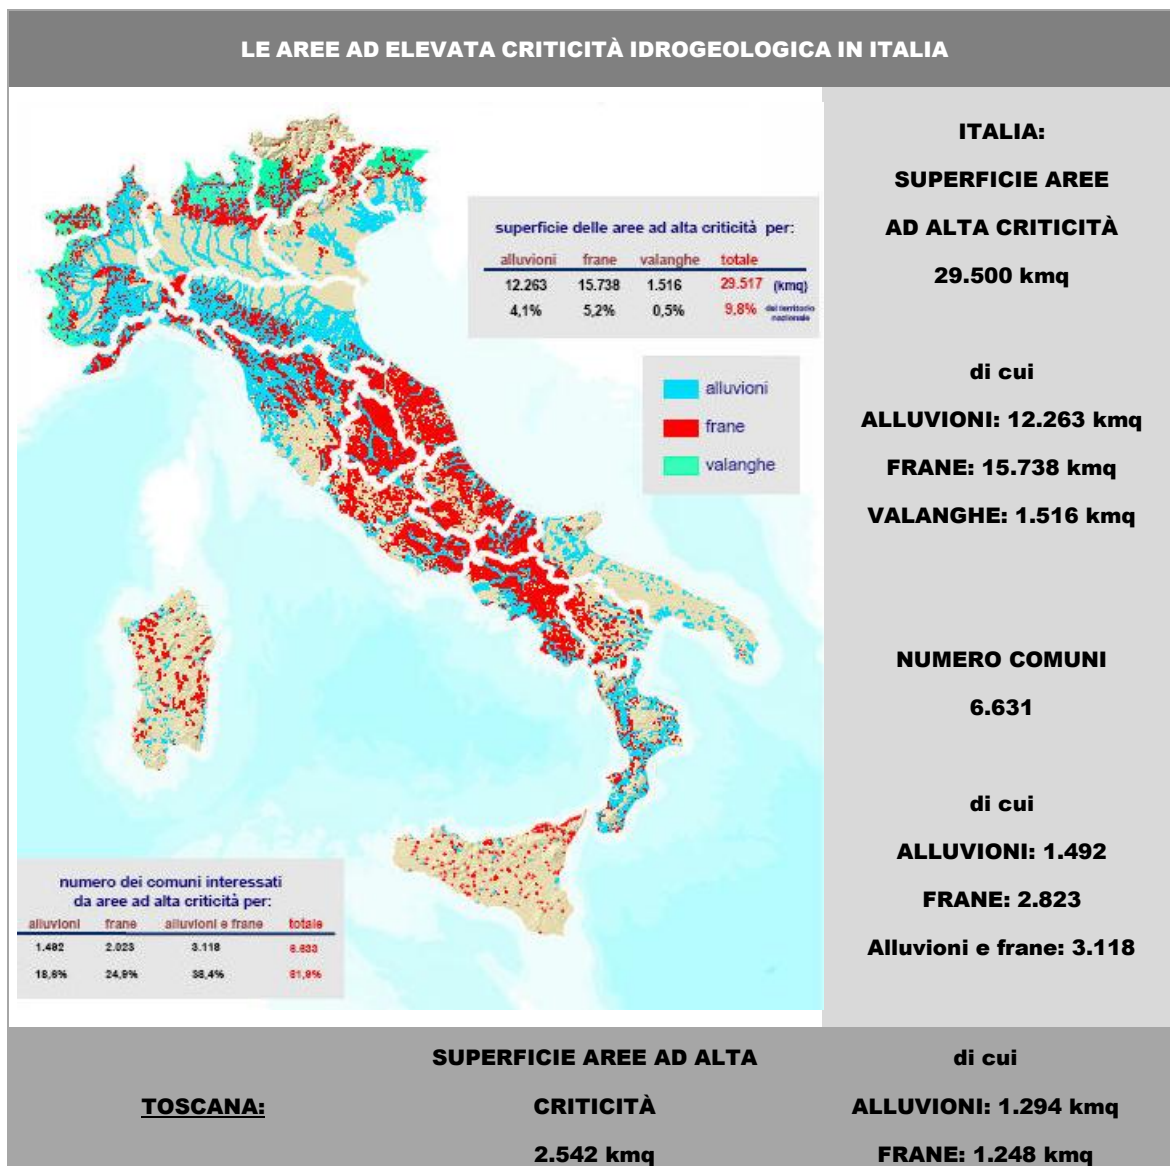 LE AREE AD ELEVATA CRITICITÀ IDROGEOLOGICA IN ITALIA
superficie delle aree ad alta criticità per:
alluvioni frane valanghe totale
12.263 15.738 1.516 29.517 (kmq)
4,1% 5,2% 0,5% 9,8% del territorio
nazionale
alluvioni
frane
valanghe
numero dei comuni interessati
da aree ad alta criticità per:
alluvioni frane alluvioni e frane totale
2.023 3.118
24,9% 38,4%
ITALIA:
SUPERFICIE AREE
AD ALTA CRITICITÀ
29.500 kmq
di cui
ALLUVIONI: 12.263 kmq
FRANE: 15.738 kmq
VALANGHE: 1.516 kmq
NUMERO COMUNI
6.631
di cui
ALLUVIONI: 1.492
FRANE: 2.823
Alluvioni e frane: 3.118
TOSCANA:
SUPERFICIE AREE AD ALTA
CRITICITÀ
2.542 kmq
di cui
ALLUVIONI: 1.294 kmq
FRANE: 1.248 kmq